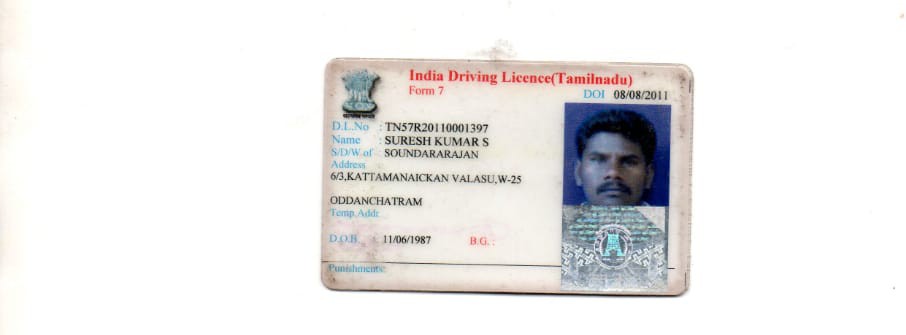 India Driving Licence(Tamilnadu)
Form 7
DOI 08/08/2011
D.L.No : TN57R20110001397
Name : SURESH KUMAR S
S/D/W.of : SOUNDARARAJAN
Address
6/3,KATTAMANAICKAN VALASU,W-25
ODDANCHATRAM
Temp.Addr
D.O.B : 11/06/1987 B.G. :
Punishments: